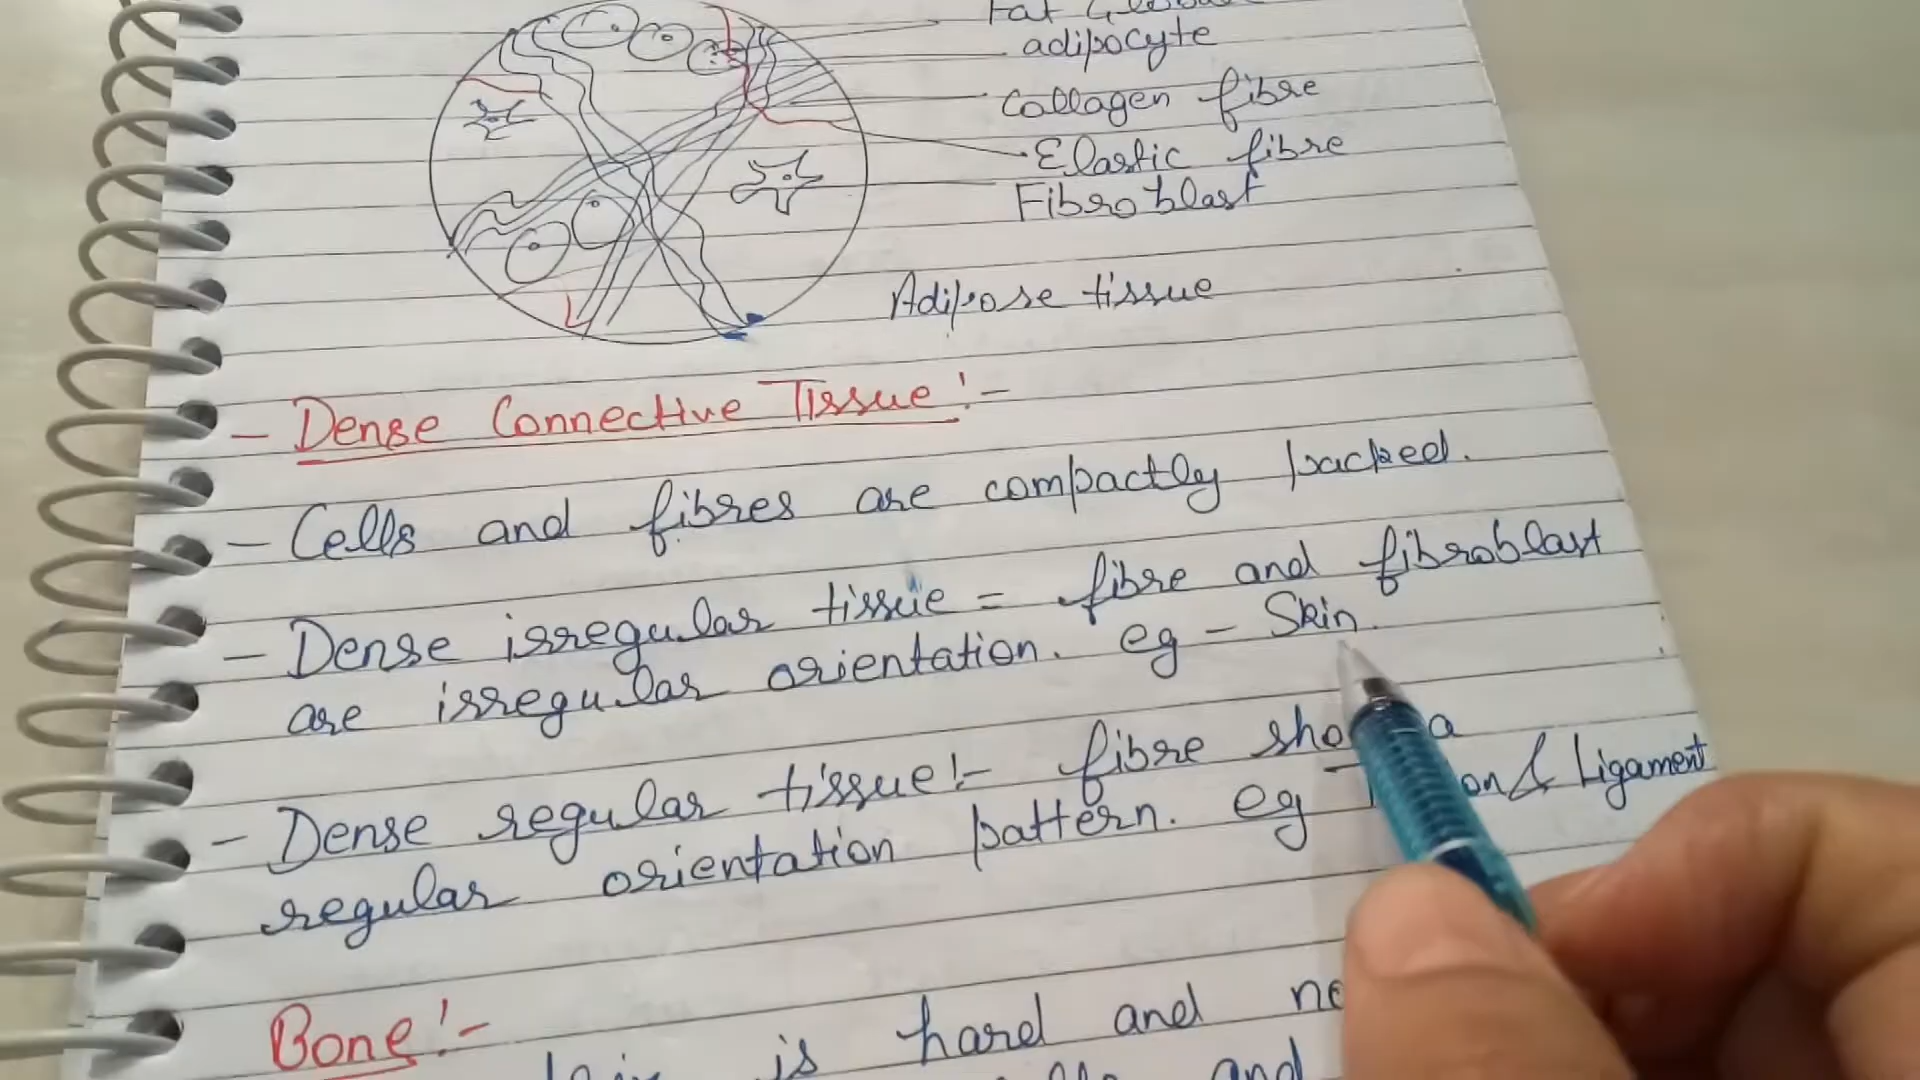 Fat
adipocyte
Collagen fibre
Elastic fibre
Fibroblast
Adipose tissue
- Dense Connective Tissue :-
- Cells and fibres are compactly packed.
- Dense irregular tissue = fibre and fibroblast
are irregular orientation. eg - Skin.
- Dense regular tissue :- fibre a
regular orientation pattern. eg & Ligament
Bone :-
is hard and
and